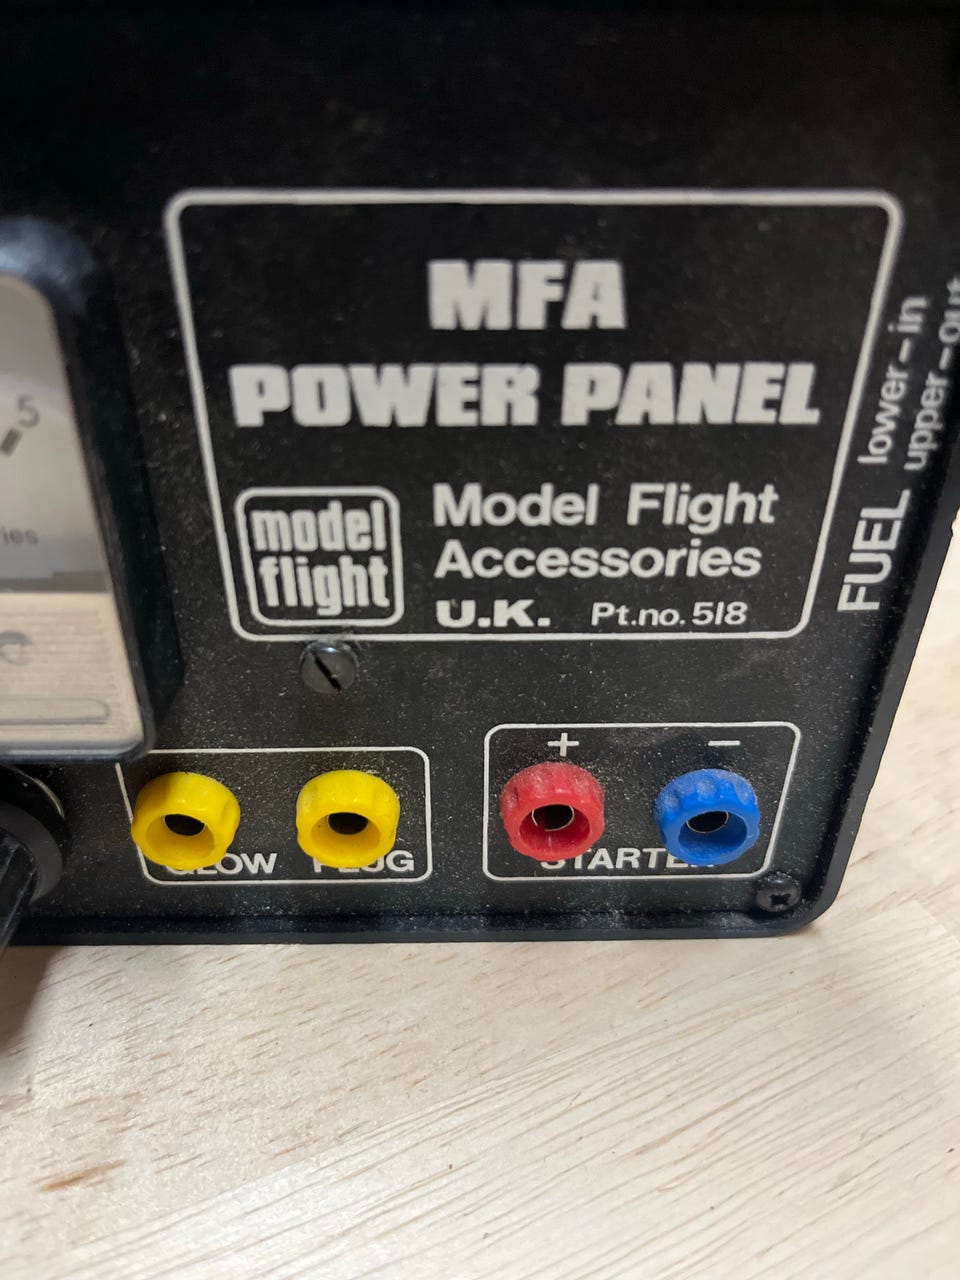 MFA
POWER PANEL
model
flight
Model Flight
Accessories
U.K. Pt.no. 518
FUEL lower-in
upper-out
5
+ -
GLOW PLUG
STARTER